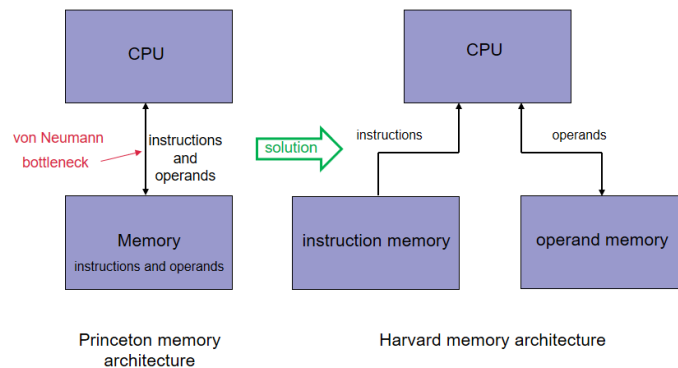 CPU
von Neumann
bottleneck
instructions
and
operands
Memory
instructions and operands
Princeton memory
architecture
solution
CPU
instructions
operands
instruction memory
operand memory
Harvard memory architecture